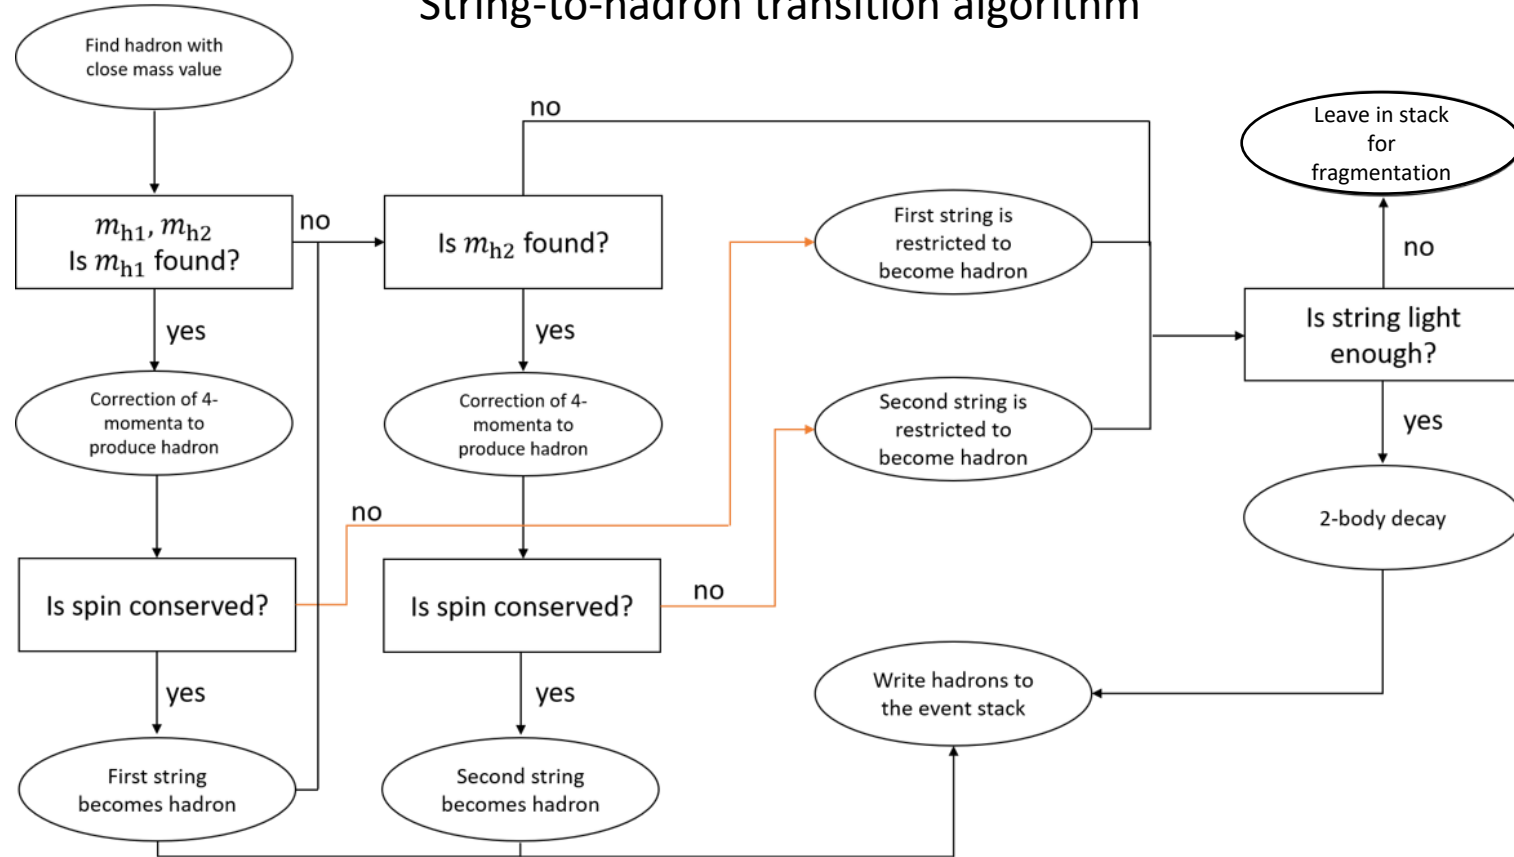 String-to-hadron transition algorithm
Find hadron with
close mass value
no
Leave in stack
for
fragmentation
m_h1, m_h2
Is m_h1 found?
no
Is m_h2 found?
First string is
restricted to
become hadron
no
Is string light
enough?
yes
yes
Correction of 4-
momenta to
produce hadron
Correction of 4-
momenta to
produce hadron
Second string is
restricted to
become hadron
yes
no
2-body decay
Is spin conserved?
Is spin conserved?
no
yes
yes
Write hadrons to
the event stack
First string
becomes hadron
Second string
becomes hadron